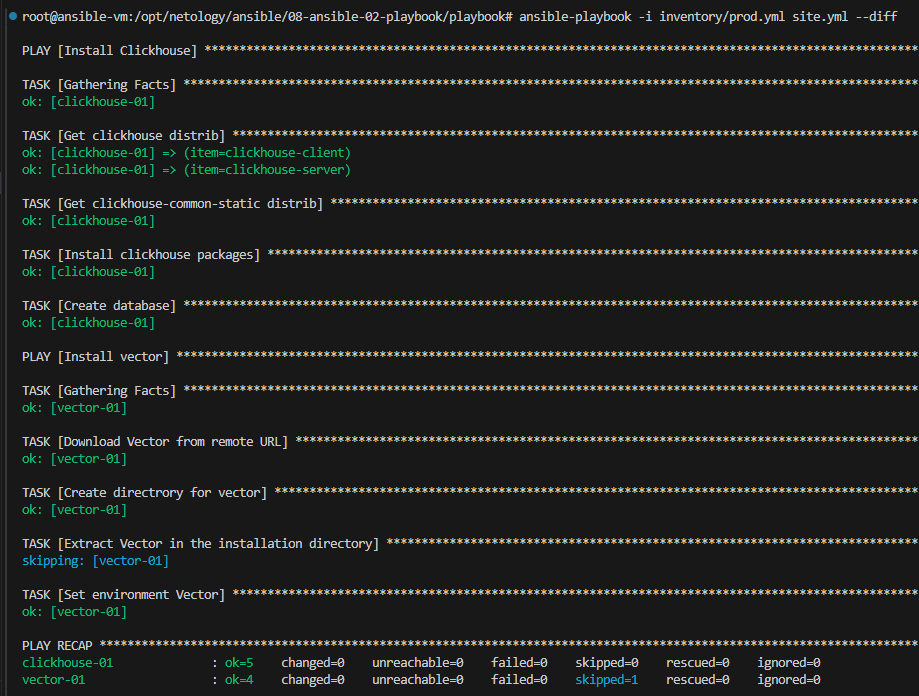 root@ansible-vm:/opt/netology/ansible/08-ansible-02-playbook/playbook# ansible-playbook -i inventory/prod.yml site.yml --diff
PLAY [Install Clickhouse] ******************************************************************************************************
TASK [Gathering Facts] *********************************************************************************************************
ok: [clickhouse-01]
TASK [Get clickhouse distrib] **************************************************************************************************
ok: [clickhouse-01] => (item=clickhouse-client)
ok: [clickhouse-01] => (item=clickhouse-server)
TASK [Get clickhouse-common-static distrib] ************************************************************************************
ok: [clickhouse-01]
TASK [Install clickhouse packages] *********************************************************************************************
ok: [clickhouse-01]
TASK [Create database] *********************************************************************************************************
ok: [clickhouse-01]
PLAY [Install vector] **********************************************************************************************************
TASK [Gathering Facts] *********************************************************************************************************
ok: [vector-01]
TASK [Download Vector from remote URL] *****************************************************************************************
ok: [vector-01]
TASK [Create directrory for vector] ********************************************************************************************
ok: [vector-01]
TASK [Extract Vector in the installation directory] ****************************************************************************
skipping: [vector-01]
TASK [Set environment Vector] **************************************************************************************************
ok: [vector-01]
PLAY RECAP *********************************************************************************************************************
clickhouse-01 : ok=5 changed=0 unreachable=0 failed=0 skipped=0 rescued=0 ignored=0
vector-01 : ok=4 changed=0 unreachable=0 failed=0 skipped=1 rescued=0 ignored=0